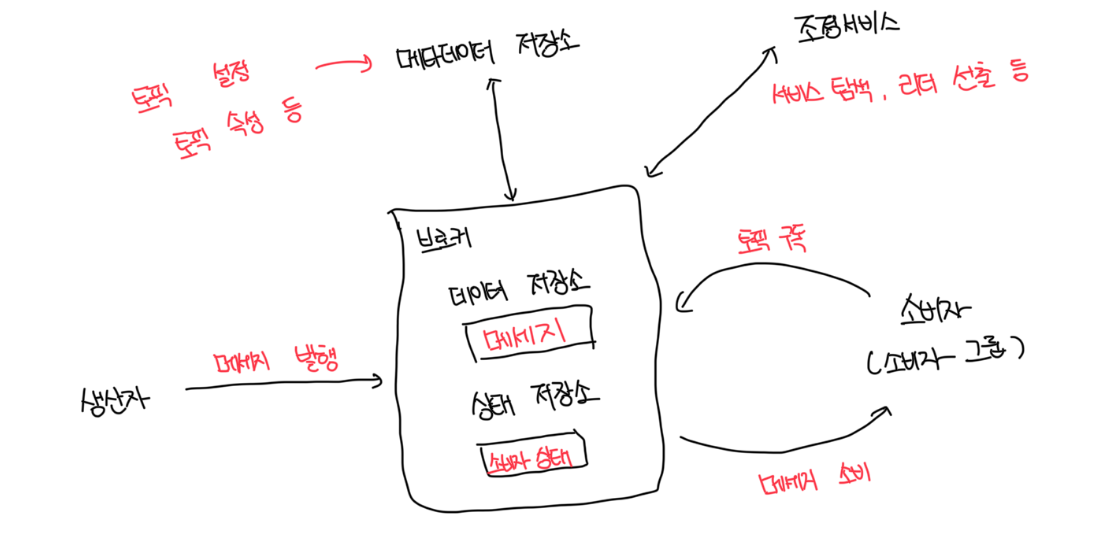 메타데이터 저장소
조정서비스
토픽 설정
토픽 속성 등
서비스 탐색, 리더 선출 등
브로커
토픽 구독
데이터 저장소
메세지
소비자
(소비자 그룹)
메세지 발행
생산자
상태 저장소
소비자 상태
메세지 소비